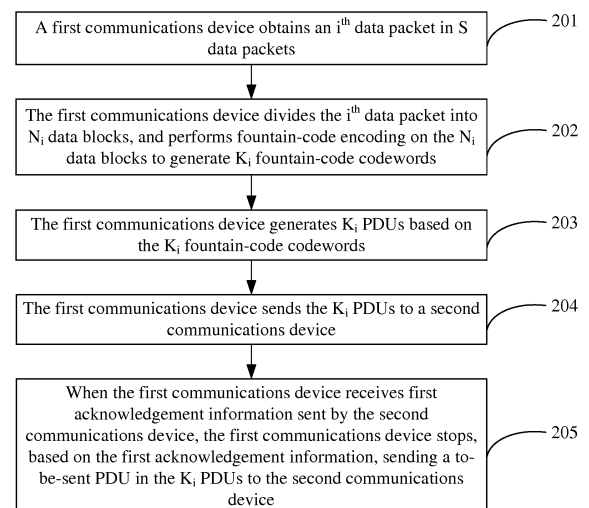 A first communications device obtains an iᵗʰ data packet in S
data packets
201
The first communications device divides the iᵗʰ data packet into
Nᵢ data blocks, and performs fountain-code encoding on the Nᵢ
data blocks to generate Kᵢ fountain-code codewords
202
The first communications device generates Kᵢ PDUs based on
the Kᵢ fountain-code codewords
203
The first communications device sends the Kᵢ PDUs to a second
communications device
204
When the first communications device receives first
acknowledgement information sent by the second
communications device, the first communications device stops,
based on the first acknowledgement information, sending a to-
be-sent PDU in the Kᵢ PDUs to the second communications
device
205